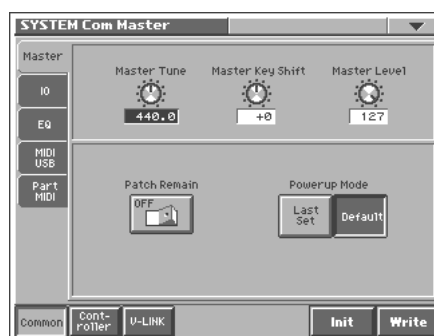 SYSTEM Com Master
Master
IO
EQ
MIDI
USB
Part
MIDI
Master Tune
Master Key Shift
Master Level
440.0
+0
127
Patch Remain
OFF
Powerup Mode
Last
Set
Default
Common
Cont-
roller
V-LINK
Init
Write